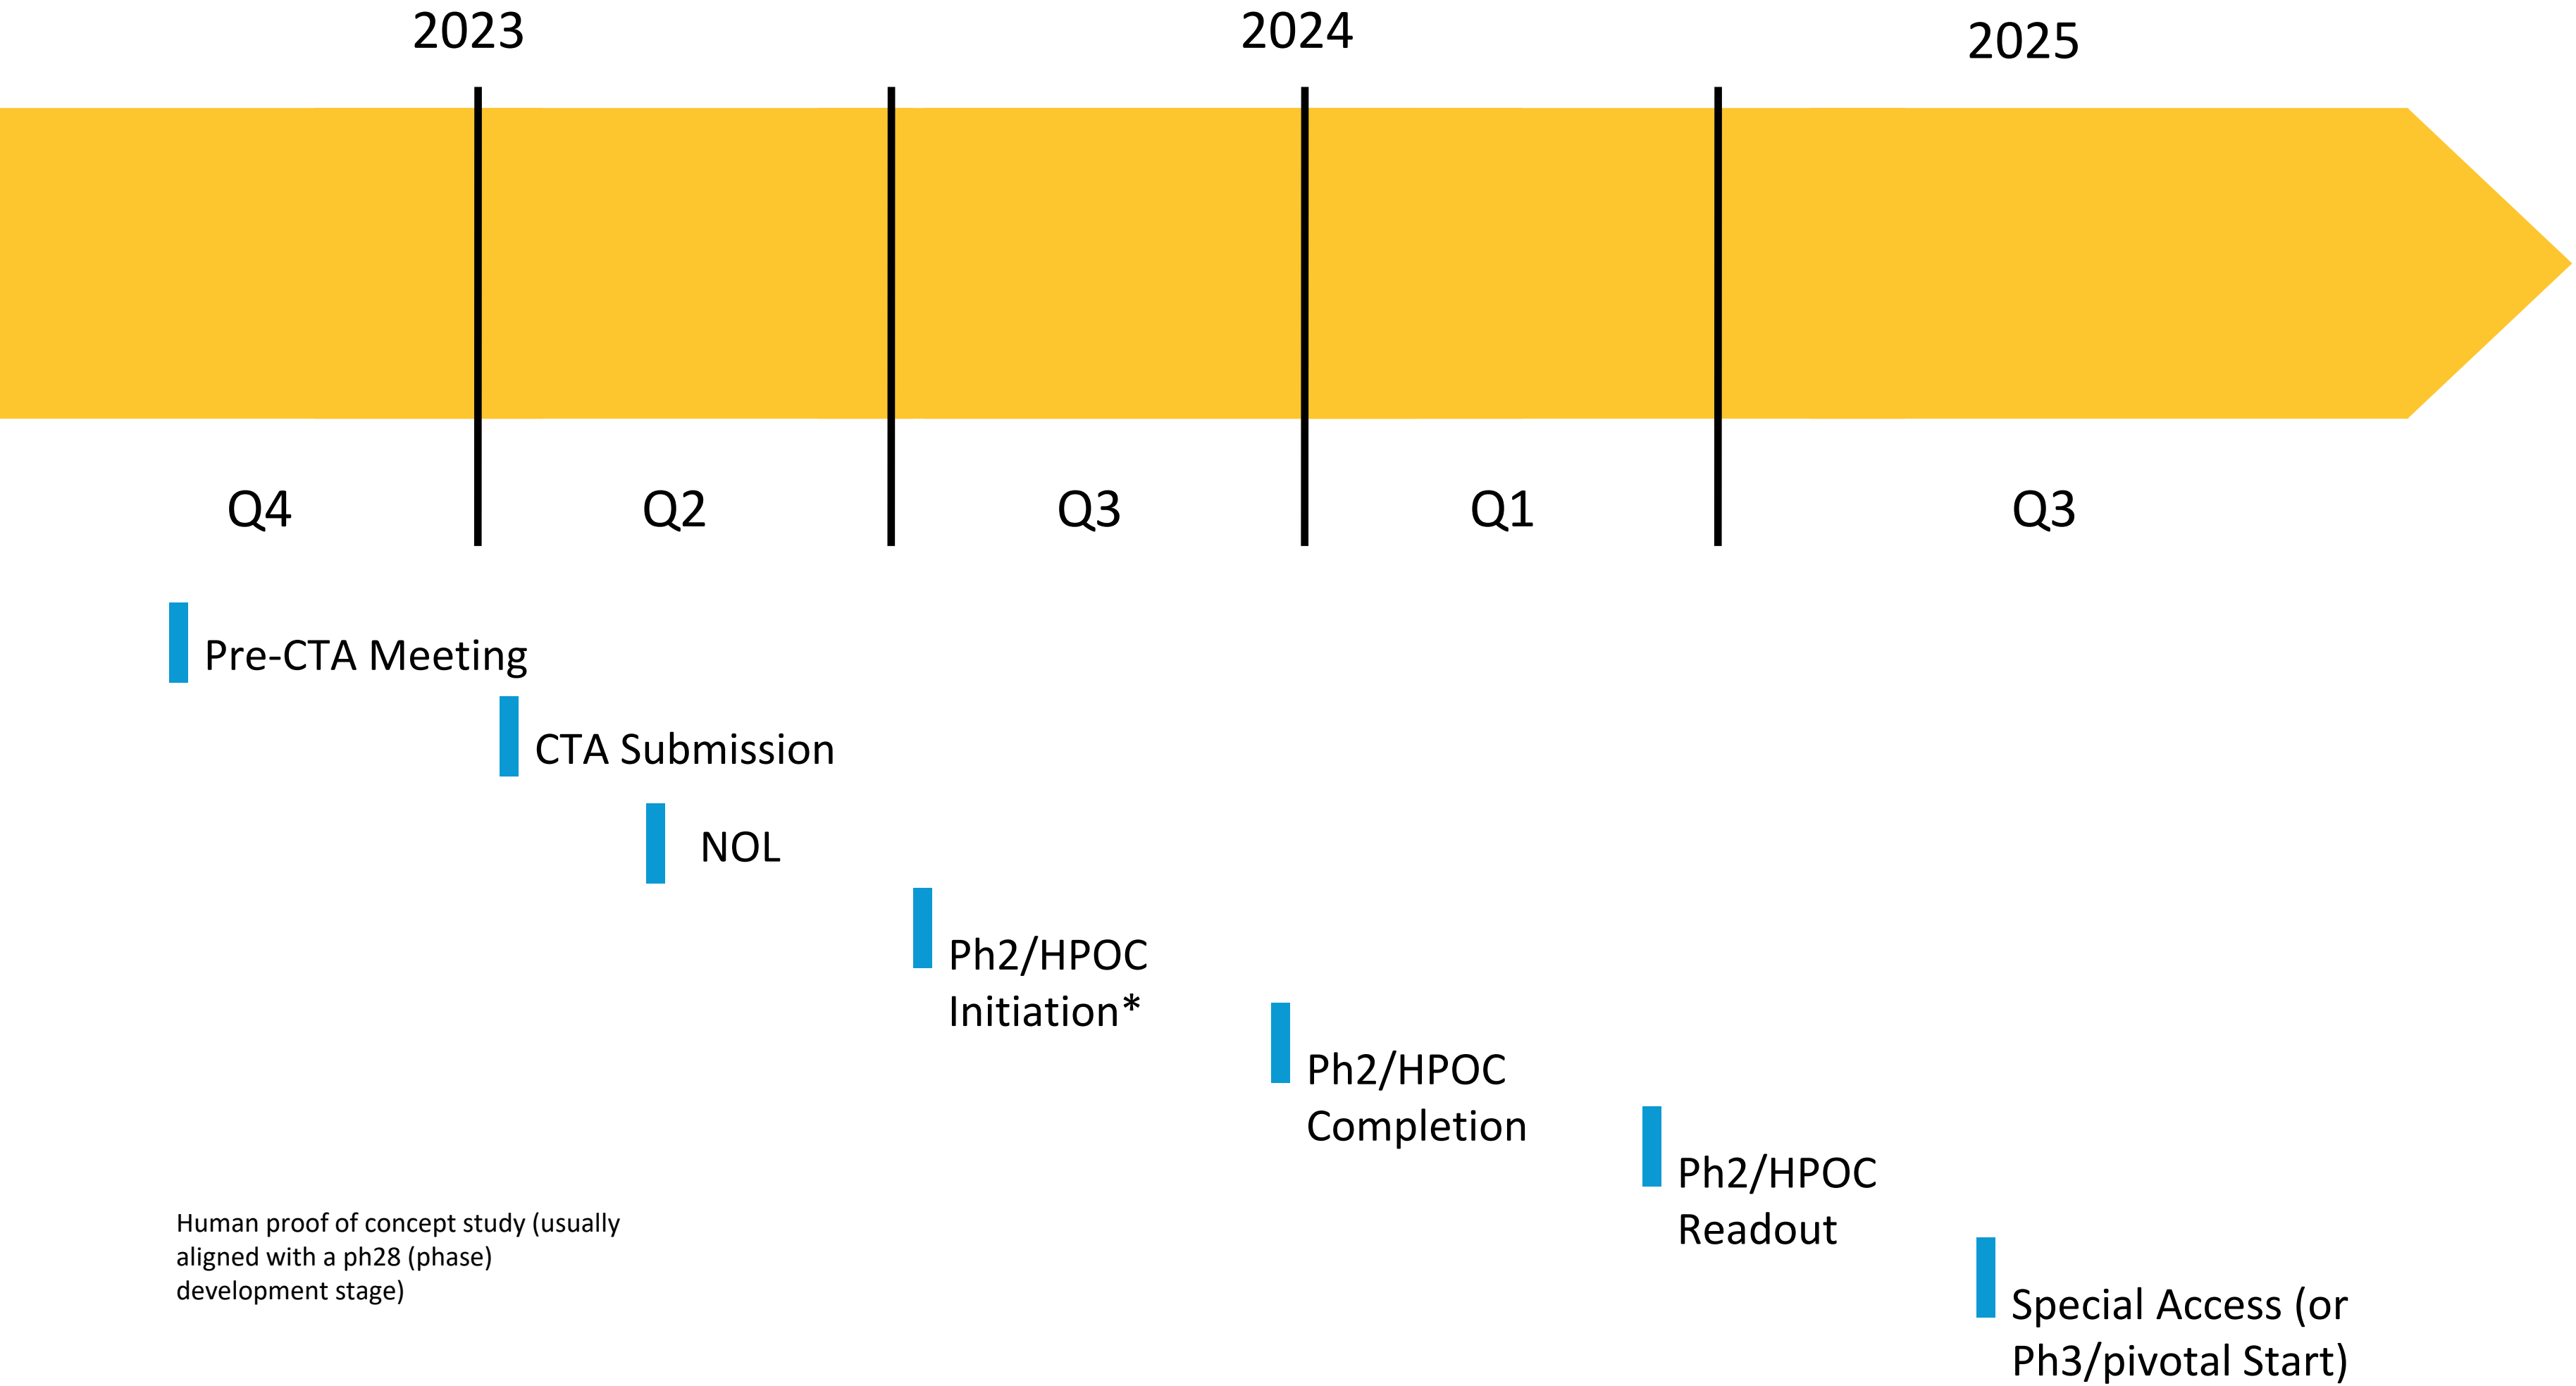 2023
2024
2025
Q4
Q2
Q3
Q1
Q3
Pre-CTA Meeting
CTA Submission
NOL
Ph2/HPOC
Initiation*
Ph2/HPOC
Completion
Ph2/HPOC
Readout
Human proof of concept study (usually
aligned with a ph28 (phase)
development stage)
Special Access (or
Ph3/pivotal Start)